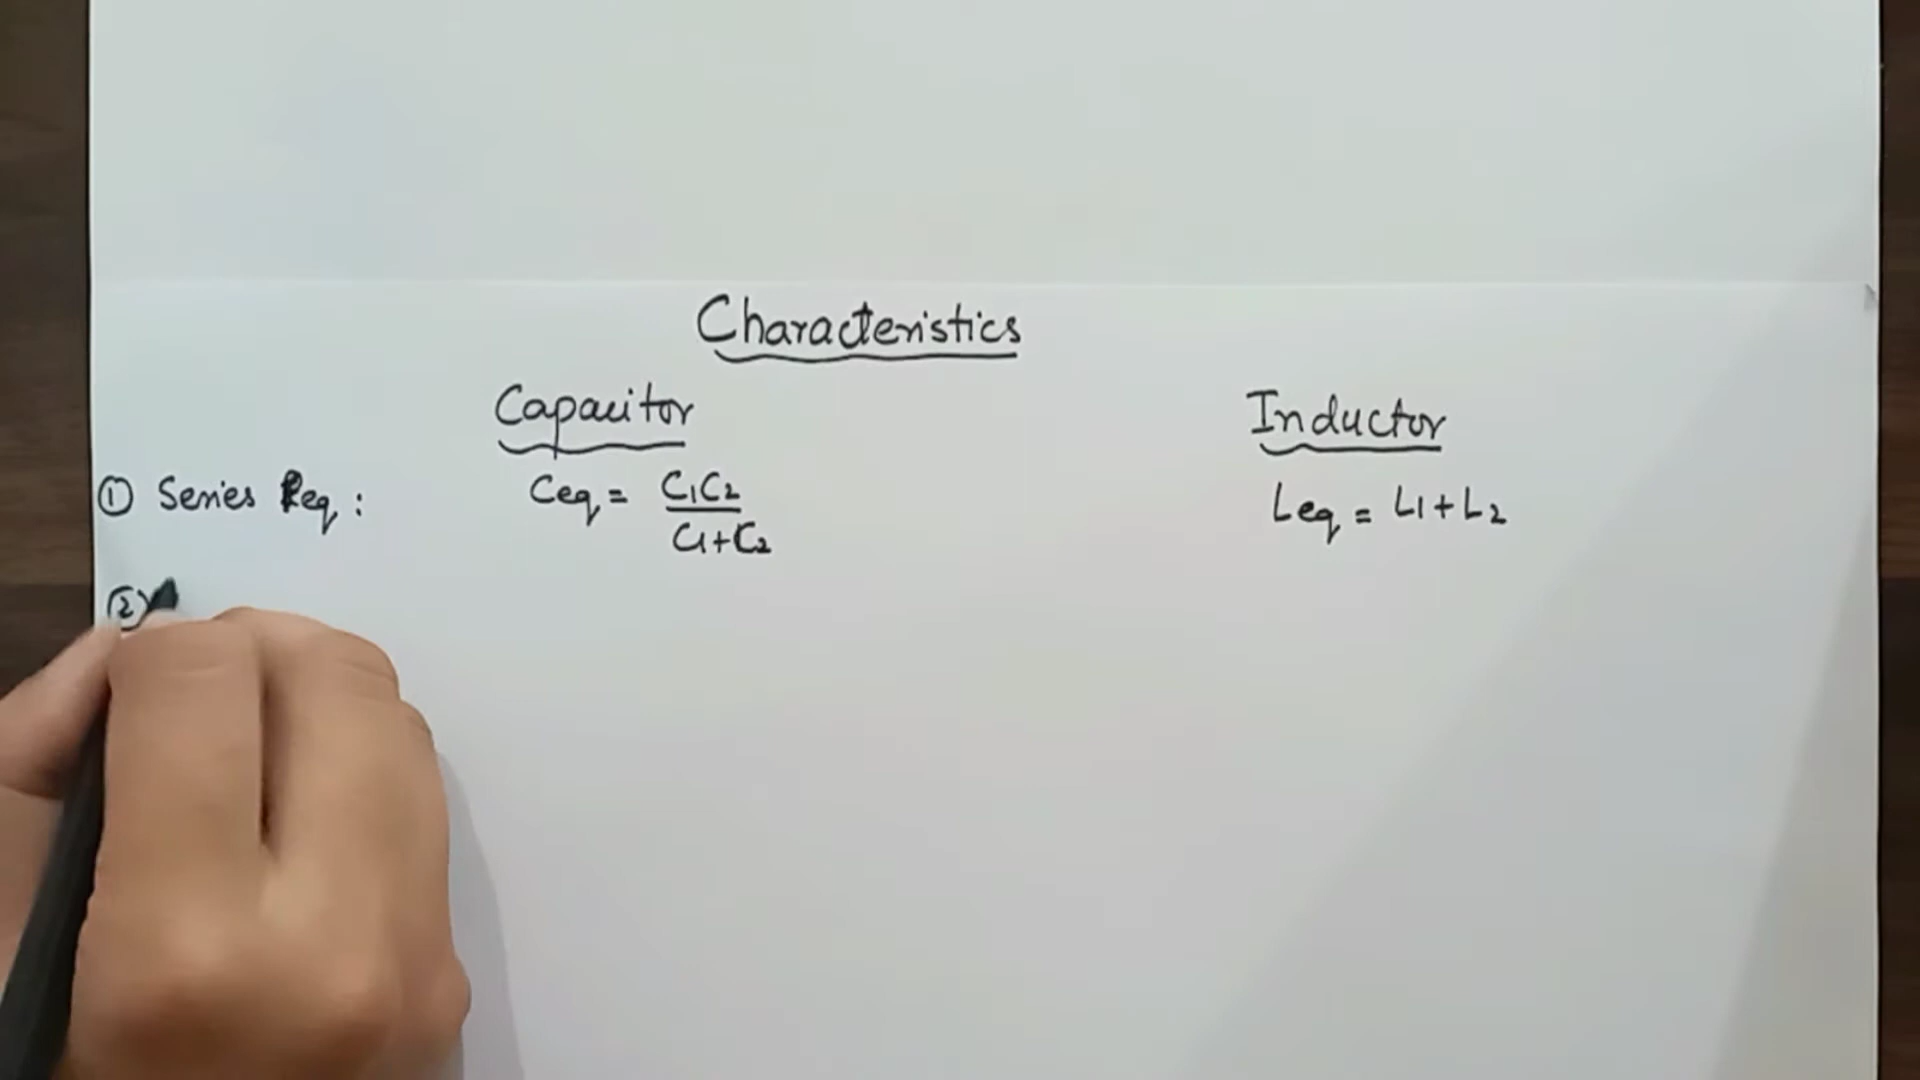 Characteristics
Capacitor Inductor
① Series Req : Ceq = C1C2 / C1+C2 Leq = L1+L2
②